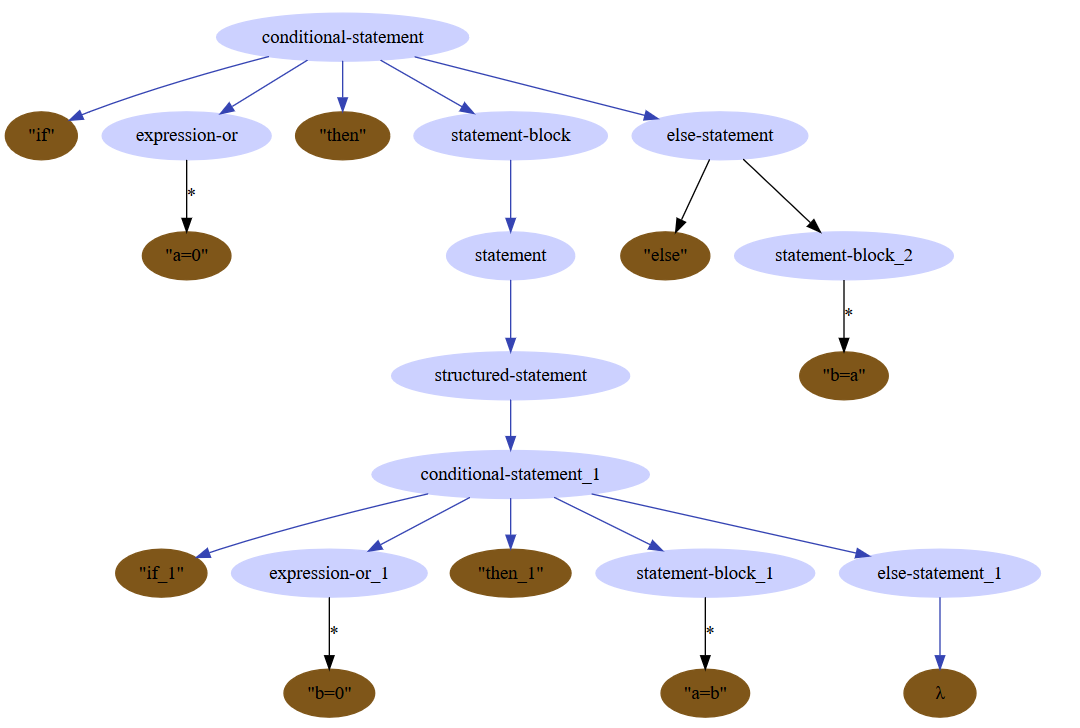 conditional-statement
"if"
expression-or
"then"
statement-block
else-statement
*
"a=0"
statement
"else"
statement-block_2
*
structured-statement
"b=a"
conditional-statement_1
"if_1"
expression-or_1
"then_1"
statement-block_1
else-statement_1
*
*
"b=0"
"a=b"
λ